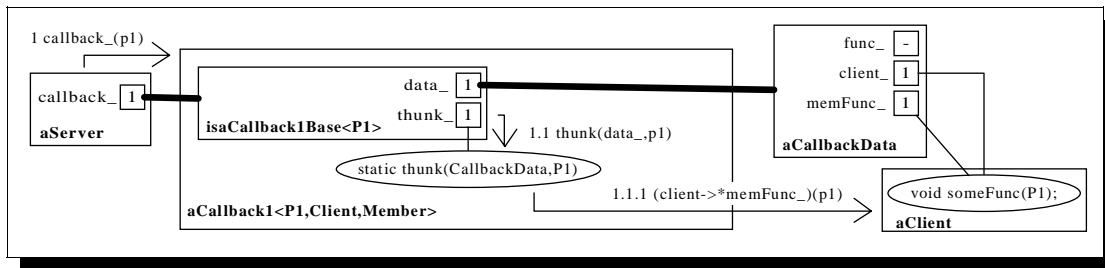 1 callback_(p1)
callback_ 1
aServer
data_ 1
thunk_ 1
isaCallback1Base<P1>
1.1 thunk(data_,p1)
static thunk(CallbackData,P1)
aCallback1<P1,Client,Member>
1.1.1 (client->*memFunc_)(p1)
func_ -
client_ 1
memFunc_ 1
aCallbackData
void someFunc(P1);
aClient